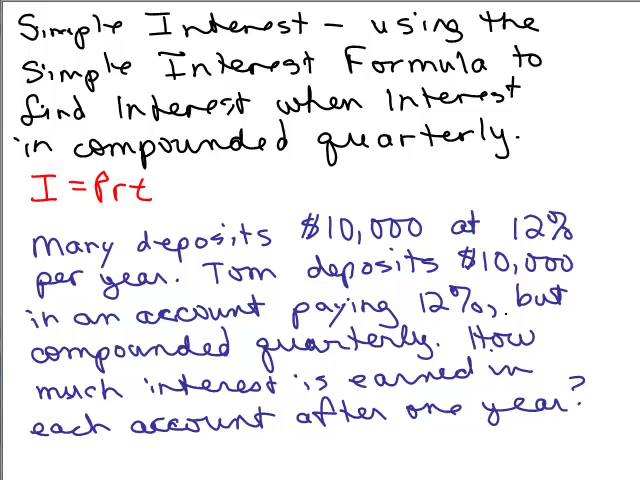 Simple Interest - using the
Simple Interest Formula to
find interest when Interest
in compounded quarterly.
I = Prt
Many deposits $10,000 at 12%
per year. Tom deposits $10,000
in an account paying 12%, but
compounded quarterly. How
much interest is earned in
each account after one year?